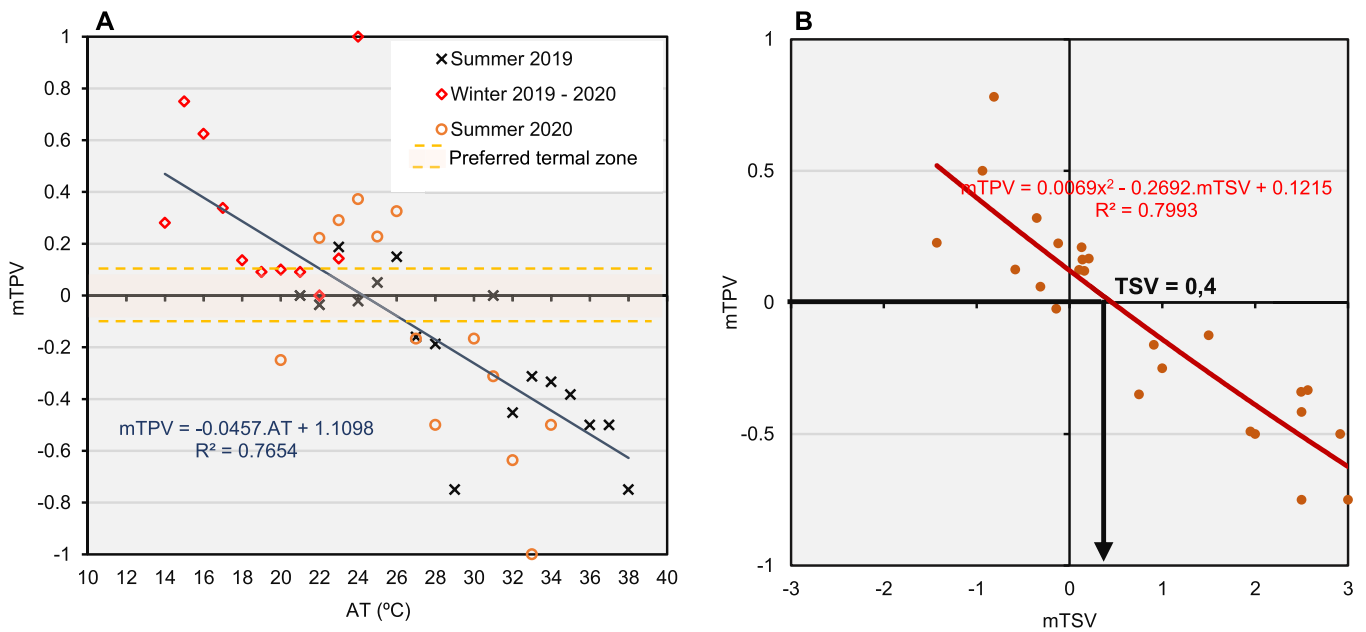 A
1
0.8
0.6
0.4
0.2
0
-0.2
-0.4
-0.6
-0.8
-1
mTPV
10 12 14 16 18 20 22 24 26 28 30 32 34 36 38 40
AT (ºC)
Summer 2019
Winter 2019 - 2020
Summer 2020
Preferred termal zone
mTPV = -0.0457.AT + 1.1098
R² = 0.7654
B
1
0.5
0
-0.5
-1
mTPV
-3 -2 -1 0 1 2 3
mTSV
mTPV = 0.0069x² - 0.2692.mTSV + 0.1215
R² = 0.7993
TSV = 0,4